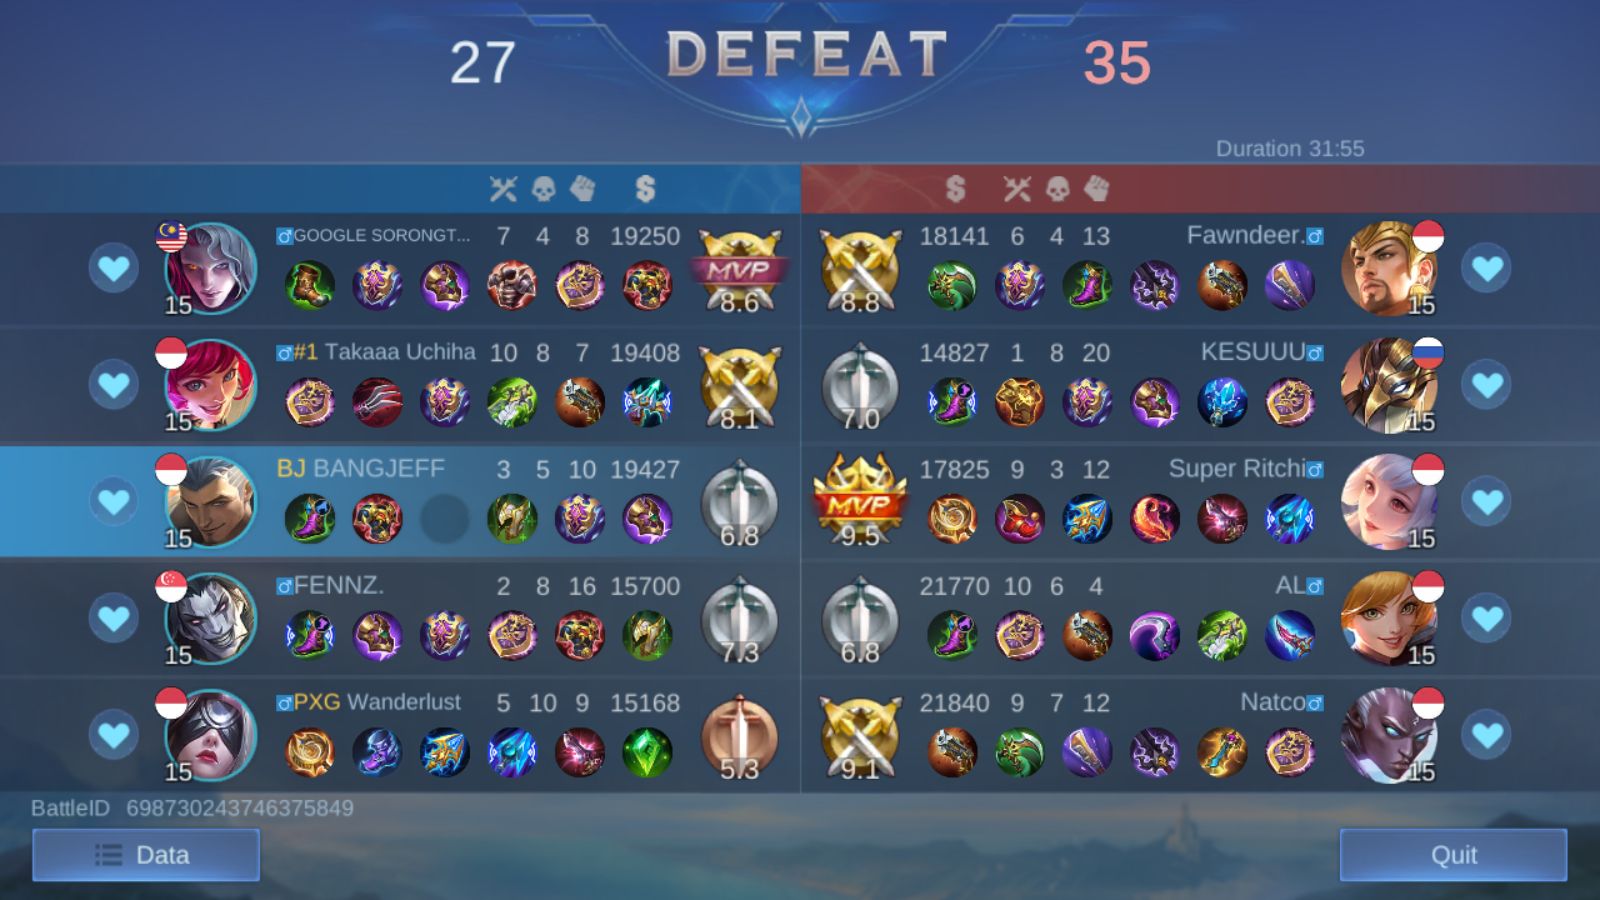 27 DEFEAT 35
Duration 31:55
GOOGLE SORONGT... 7 4 8 19250
MVP
8.6
15
18141 6 4 13 Fawndeer.
8.8
15
#1 Takaaa Uchiha 10 8 7 19408
8.1
15
14827 1 8 20 KESUUU
7.0
15
BJ BANGJEFF 3 5 10 19427
6.8
15
17825 9 3 12 Super Ritchi
MVP
9.5
15
FENNZ. 2 8 16 15700
7.3
15
21770 10 6 4 AL
6.8
15
PXG Wanderlust 5 10 9 15168
5.3
15
21840 9 7 12 Natco
9.1
15
BattleID 698730243746375849
Data
Quit